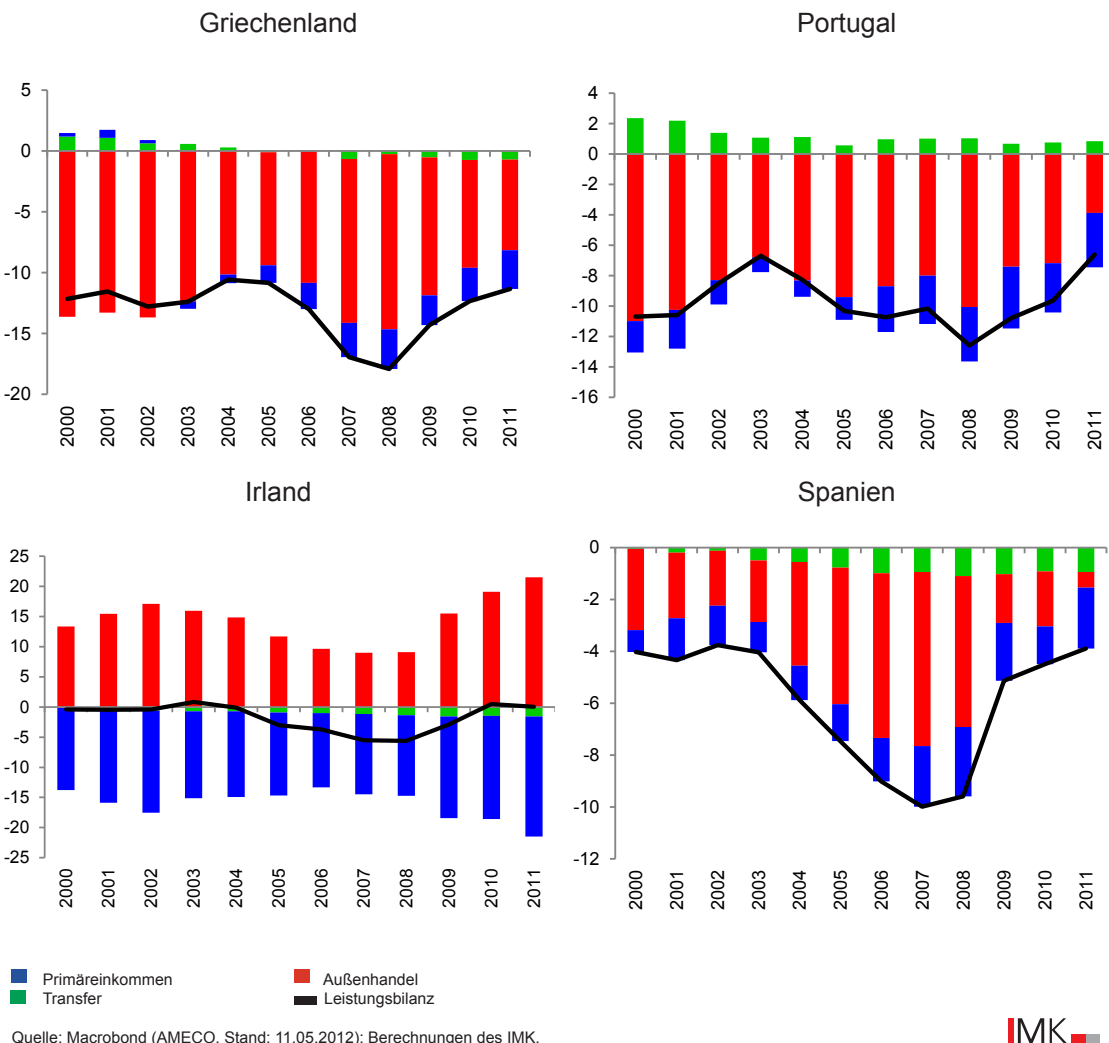 Griechenland
Portugal
5
0
-5
-10
-15
-20
2000 2001 2002 2003 2004 2005 2006 2007 2008 2009 2010 2011
4
2
0
-2
-4
-6
-8
-10
-12
-14
-16
2000 2001 2002 2003 2004 2005 2006 2007 2008 2009 2010 2011
Irland
Spanien
25
20
15
10
5
0
-5
-10
-15
-20
-25
2000 2001 2002 2003 2004 2005 2006 2007 2008 2009 2010 2011
0
-2
-4
-6
-8
-10
-12
2000 2001 2002 2003 2004 2005 2006 2007 2008 2009 2010 2011
Primäreinkommen
Außenhandel
Transfer
Leistungsbilanz
Quelle: Macrobond (AMECO, Stand: 11.05.2012); Berechnungen des IMK.
IMK